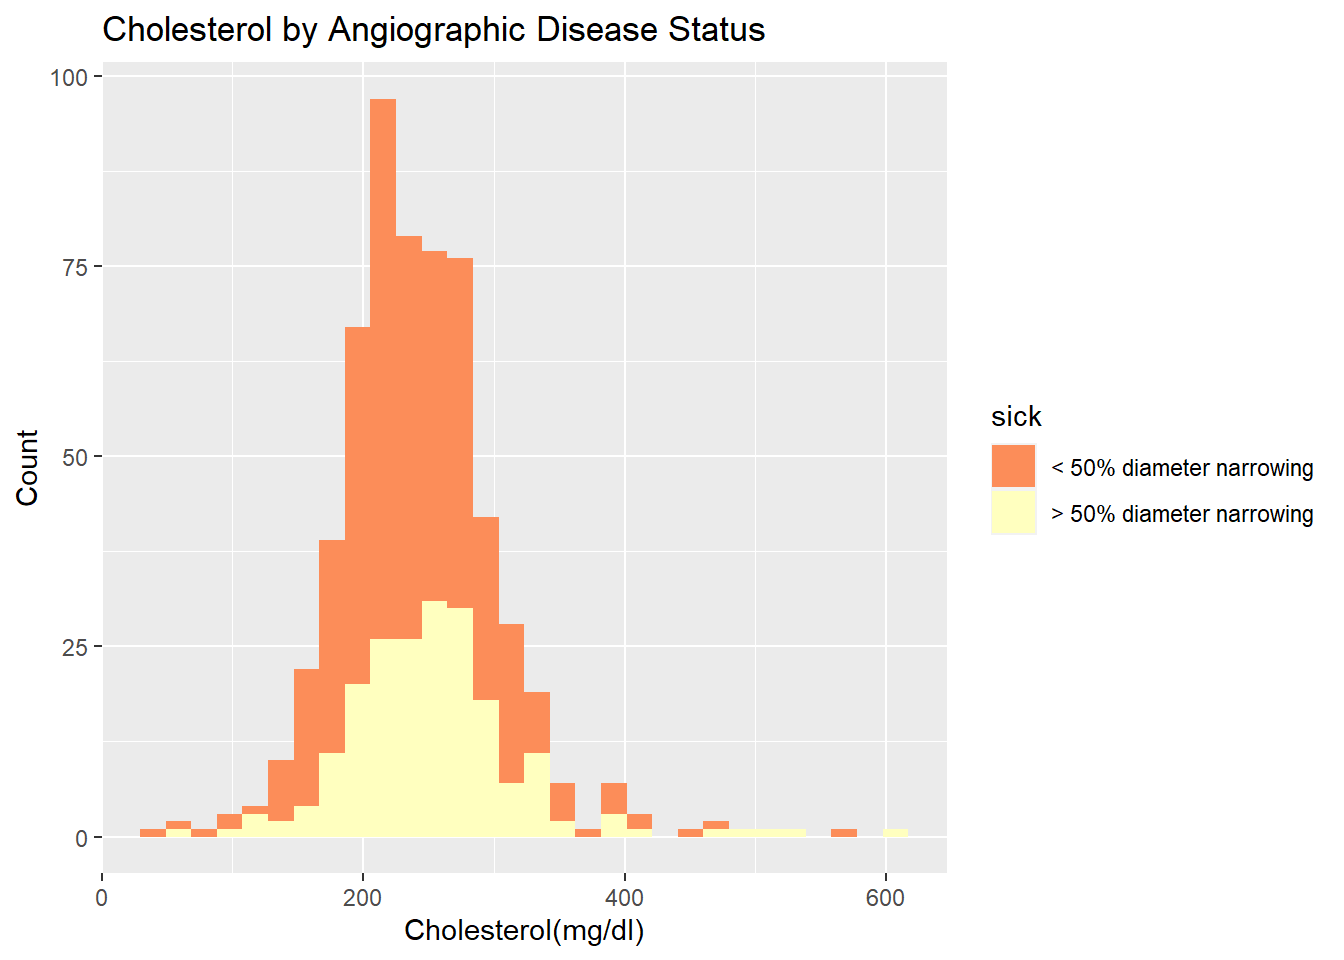 Cholesterol by Angiographic Disease Status
100
75
50
25
0
Count
0 200 400 600
Cholesterol(mg/dl)
sick
< 50% diameter narrowing
> 50% diameter narrowing